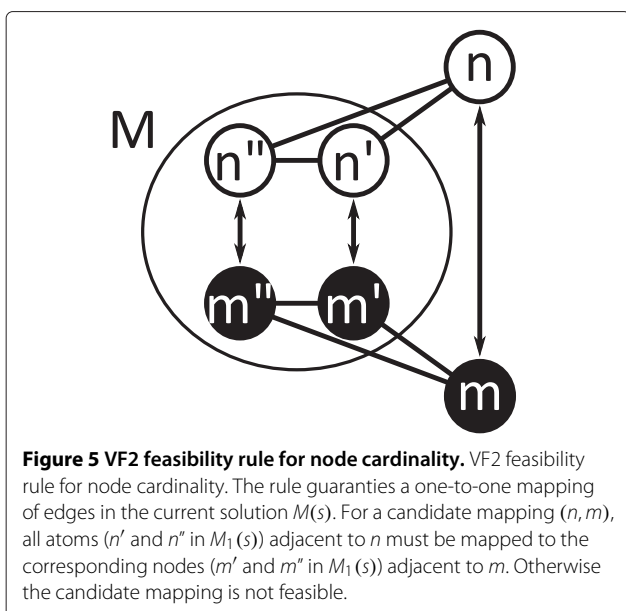 n
M
n" n'
m" m'
m
Figure 5 VF2 feasibility rule for node cardinality. VF2 feasibility
rule for node cardinality. The rule guaranties a one-to-one mapping
of edges in the current solution M(s). For a candidate mapping (n, m),
all atoms (n′ and n″ in M₁(s)) adjacent to n must be mapped to the
corresponding nodes (m′ and m″ in M₁(s)) adjacent to m. Otherwise
the candidate mapping is not feasible.